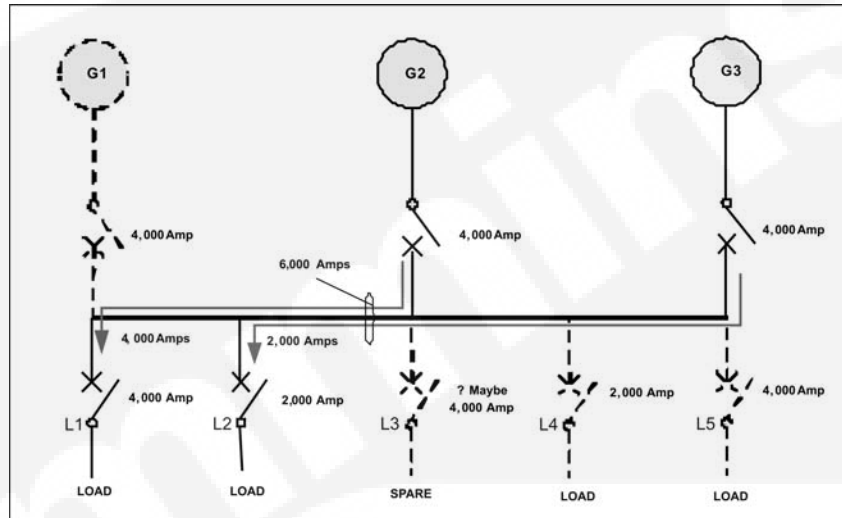 G1
G2
G3
4,000 Amp
4,000 Amp
4,000 Amp
6,000 Amps
4,000 Amps
2,000 Amps
4,000 Amp
2,000 Amp
? Maybe
4,000 Amp
2,000 Amp
4,000 Amp
L1
L2
L3
L4
L5
LOAD
LOAD
SPARE
LOAD
LOAD